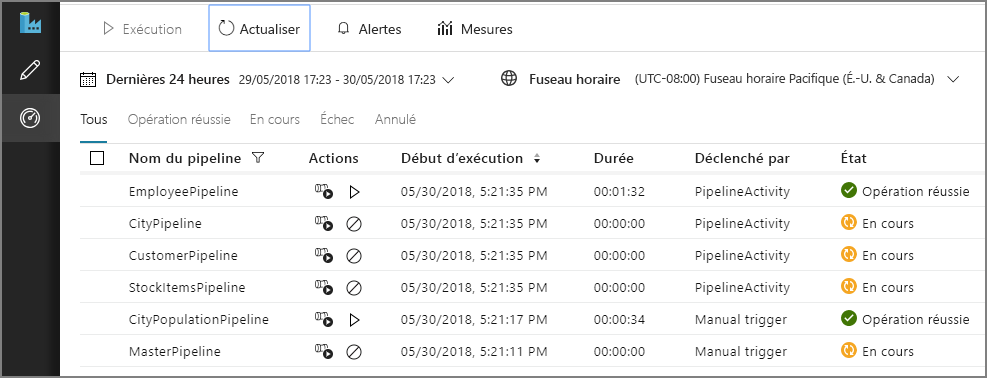 Exécution Actualiser Alertes Mesures
Dernières 24 heures 29/05/2018 17:23 - 30/05/2018 17:23 Fuseau horaire (UTC-08:00) Fuseau horaire Pacifique (É.-U. & Canada)
Tous Opération réussie En cours Échec Annulé
Nom du pipeline Actions Début d'exécution Durée Déclenché par État
EmployeePipeline 05/30/2018, 5:21:35 PM 00:01:32 PipelineActivity Opération réussie
CityPipeline 05/30/2018, 5:21:35 PM 00:00:00 PipelineActivity En cours
CustomerPipeline 05/30/2018, 5:21:35 PM 00:00:00 PipelineActivity En cours
StockItemsPipeline 05/30/2018, 5:21:35 PM 00:00:00 PipelineActivity En cours
CityPopulationPipeline 05/30/2018, 5:21:17 PM 00:00:34 Manual trigger Opération réussie
MasterPipeline 05/30/2018, 5:21:11 PM 00:00:00 Manual trigger En cours